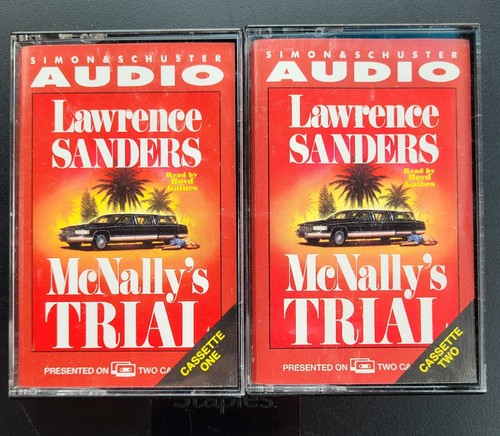 SIMON & SCHUSTER
AUDIO
Lawrence
SANDERS
Read by
Boyd
Gaines
McNally's
TRIAL
PRESENTED ON TWO CA
CASSETTE
ONE
SIMON & SCHUSTER
AUDIO
Lawrence
SANDERS
Read by
Boyd
Gaines
McNally's
TRIAL
PRESENTED ON TWO CA
CASSETTE
TWO
Staples.